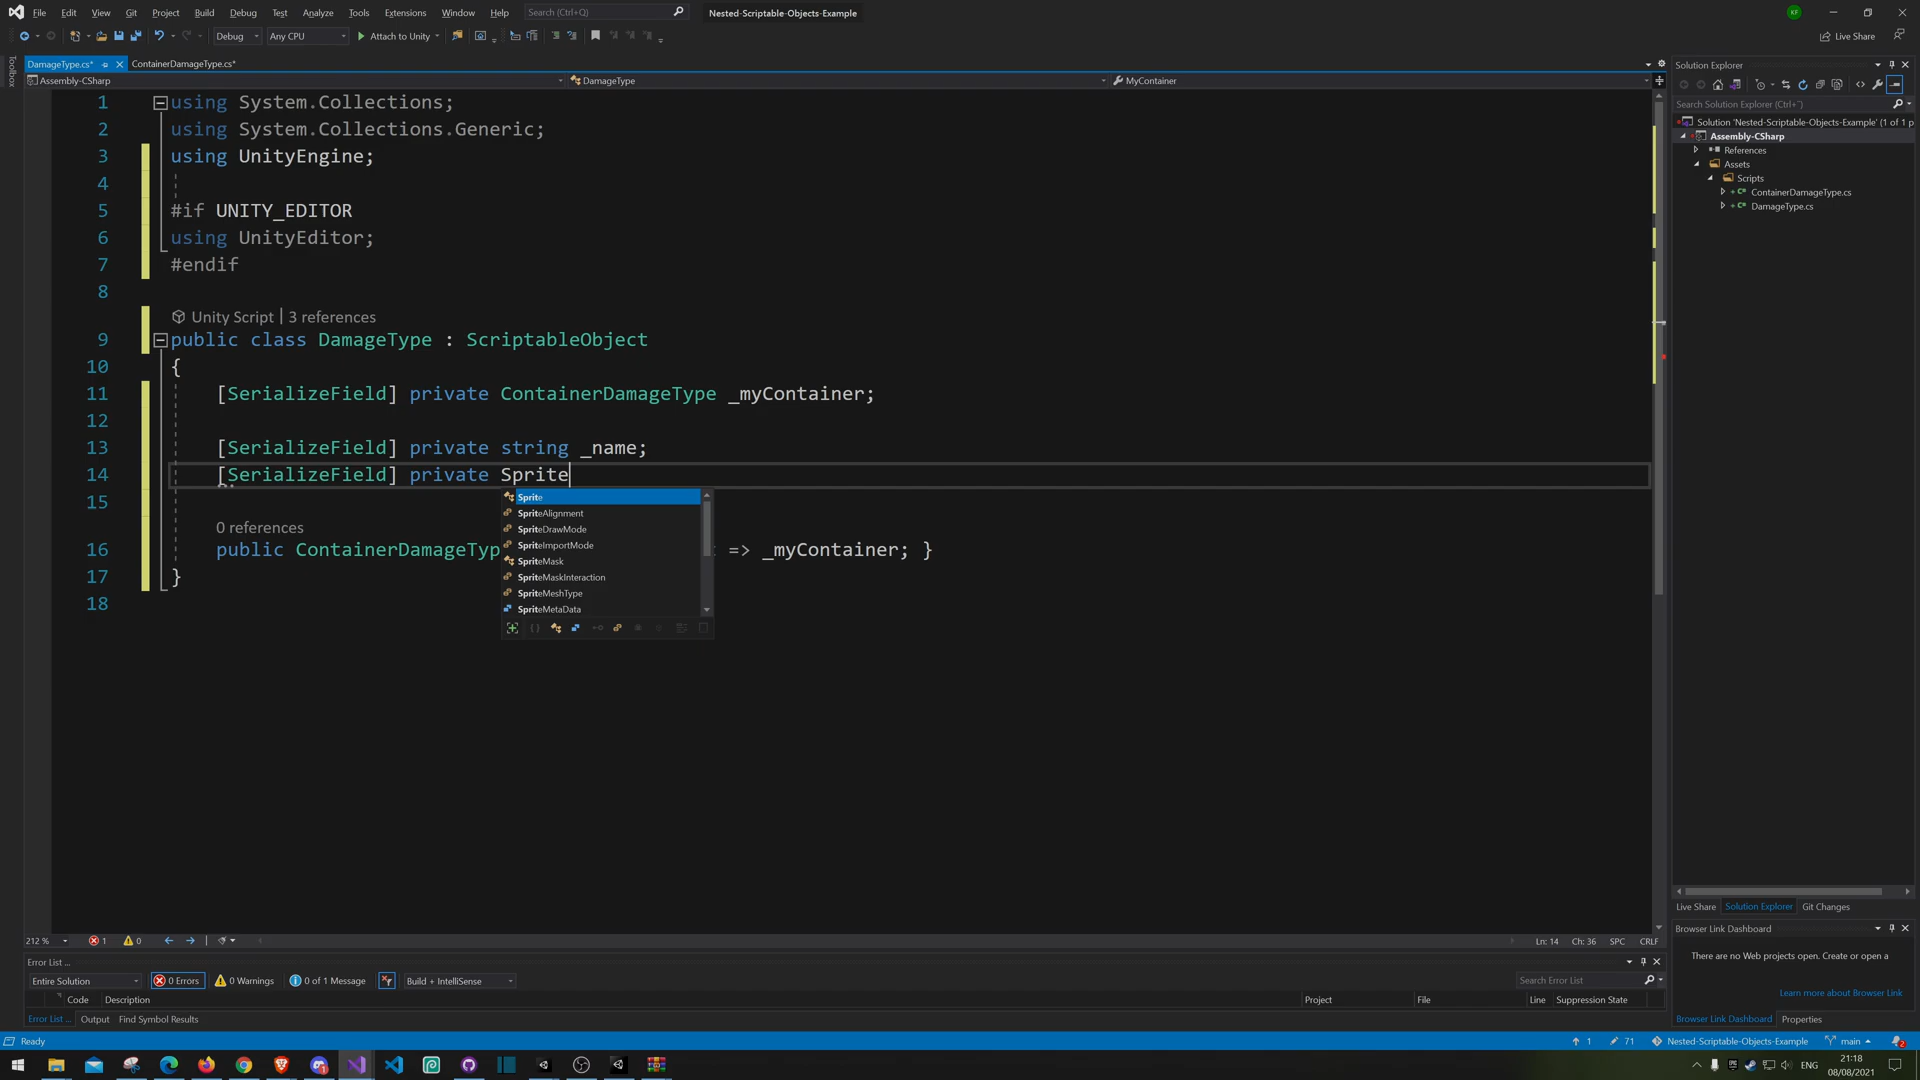 File Edit View Git Project Build Debug Test Analyze Tools Extensions Window Help Search (Ctrl+Q) Nested-Scriptable-Objects-Example KF
Debug Any CPU Attach to Unity Live Share
Toolbox
DamageType.cs* ContainerDamageType.cs*
Assembly-CSharp DamageType MyContainer
1 using System.Collections;
2 using System.Collections.Generic;
3 using UnityEngine;
4
5 #if UNITY_EDITOR
6 using UnityEditor;
7 #endif
8
Unity Script | 3 references
9 public class DamageType : ScriptableObject
10 {
11 [SerializeField] private ContainerDamageType _myContainer;
12
13 [SerializeField] private string _name;
14 [SerializeField] private Sprite
15
0 references
16 public ContainerDamageTyp => _myContainer; }
17 }
18
Sprite
SpriteAlignment
SpriteDrawMode
SpriteImportMode
SpriteMask
SpriteMaskInteraction
SpriteMeshType
SpriteMetaData
Solution Explorer
Search Solution Explorer (Ctrl+")
Solution 'Nested-Scriptable-Objects-Example' (1 of 1 p
Assembly-CSharp
References
Assets
Scripts
ContainerDamageType.cs
DamageType.cs
Live Share Solution Explorer Git Changes
Browser Link Dashboard
There are no Web projects open. Create or open a
Learn more about Browser Link
Browser Link Dashboard Properties
212 % 1 0 Ln: 14 Ch: 36 SPC CRLF
Error List ...
Entire Solution 0 Errors 0 Warnings 0 of 1 Message Build + IntelliSense Search Error List
Code Description Project File Line Suppression State
Error List ... Output Find Symbol Results
Ready 1 71 Nested-Scriptable-Objects-Example main 2
ENG 21:18
08/08/2021